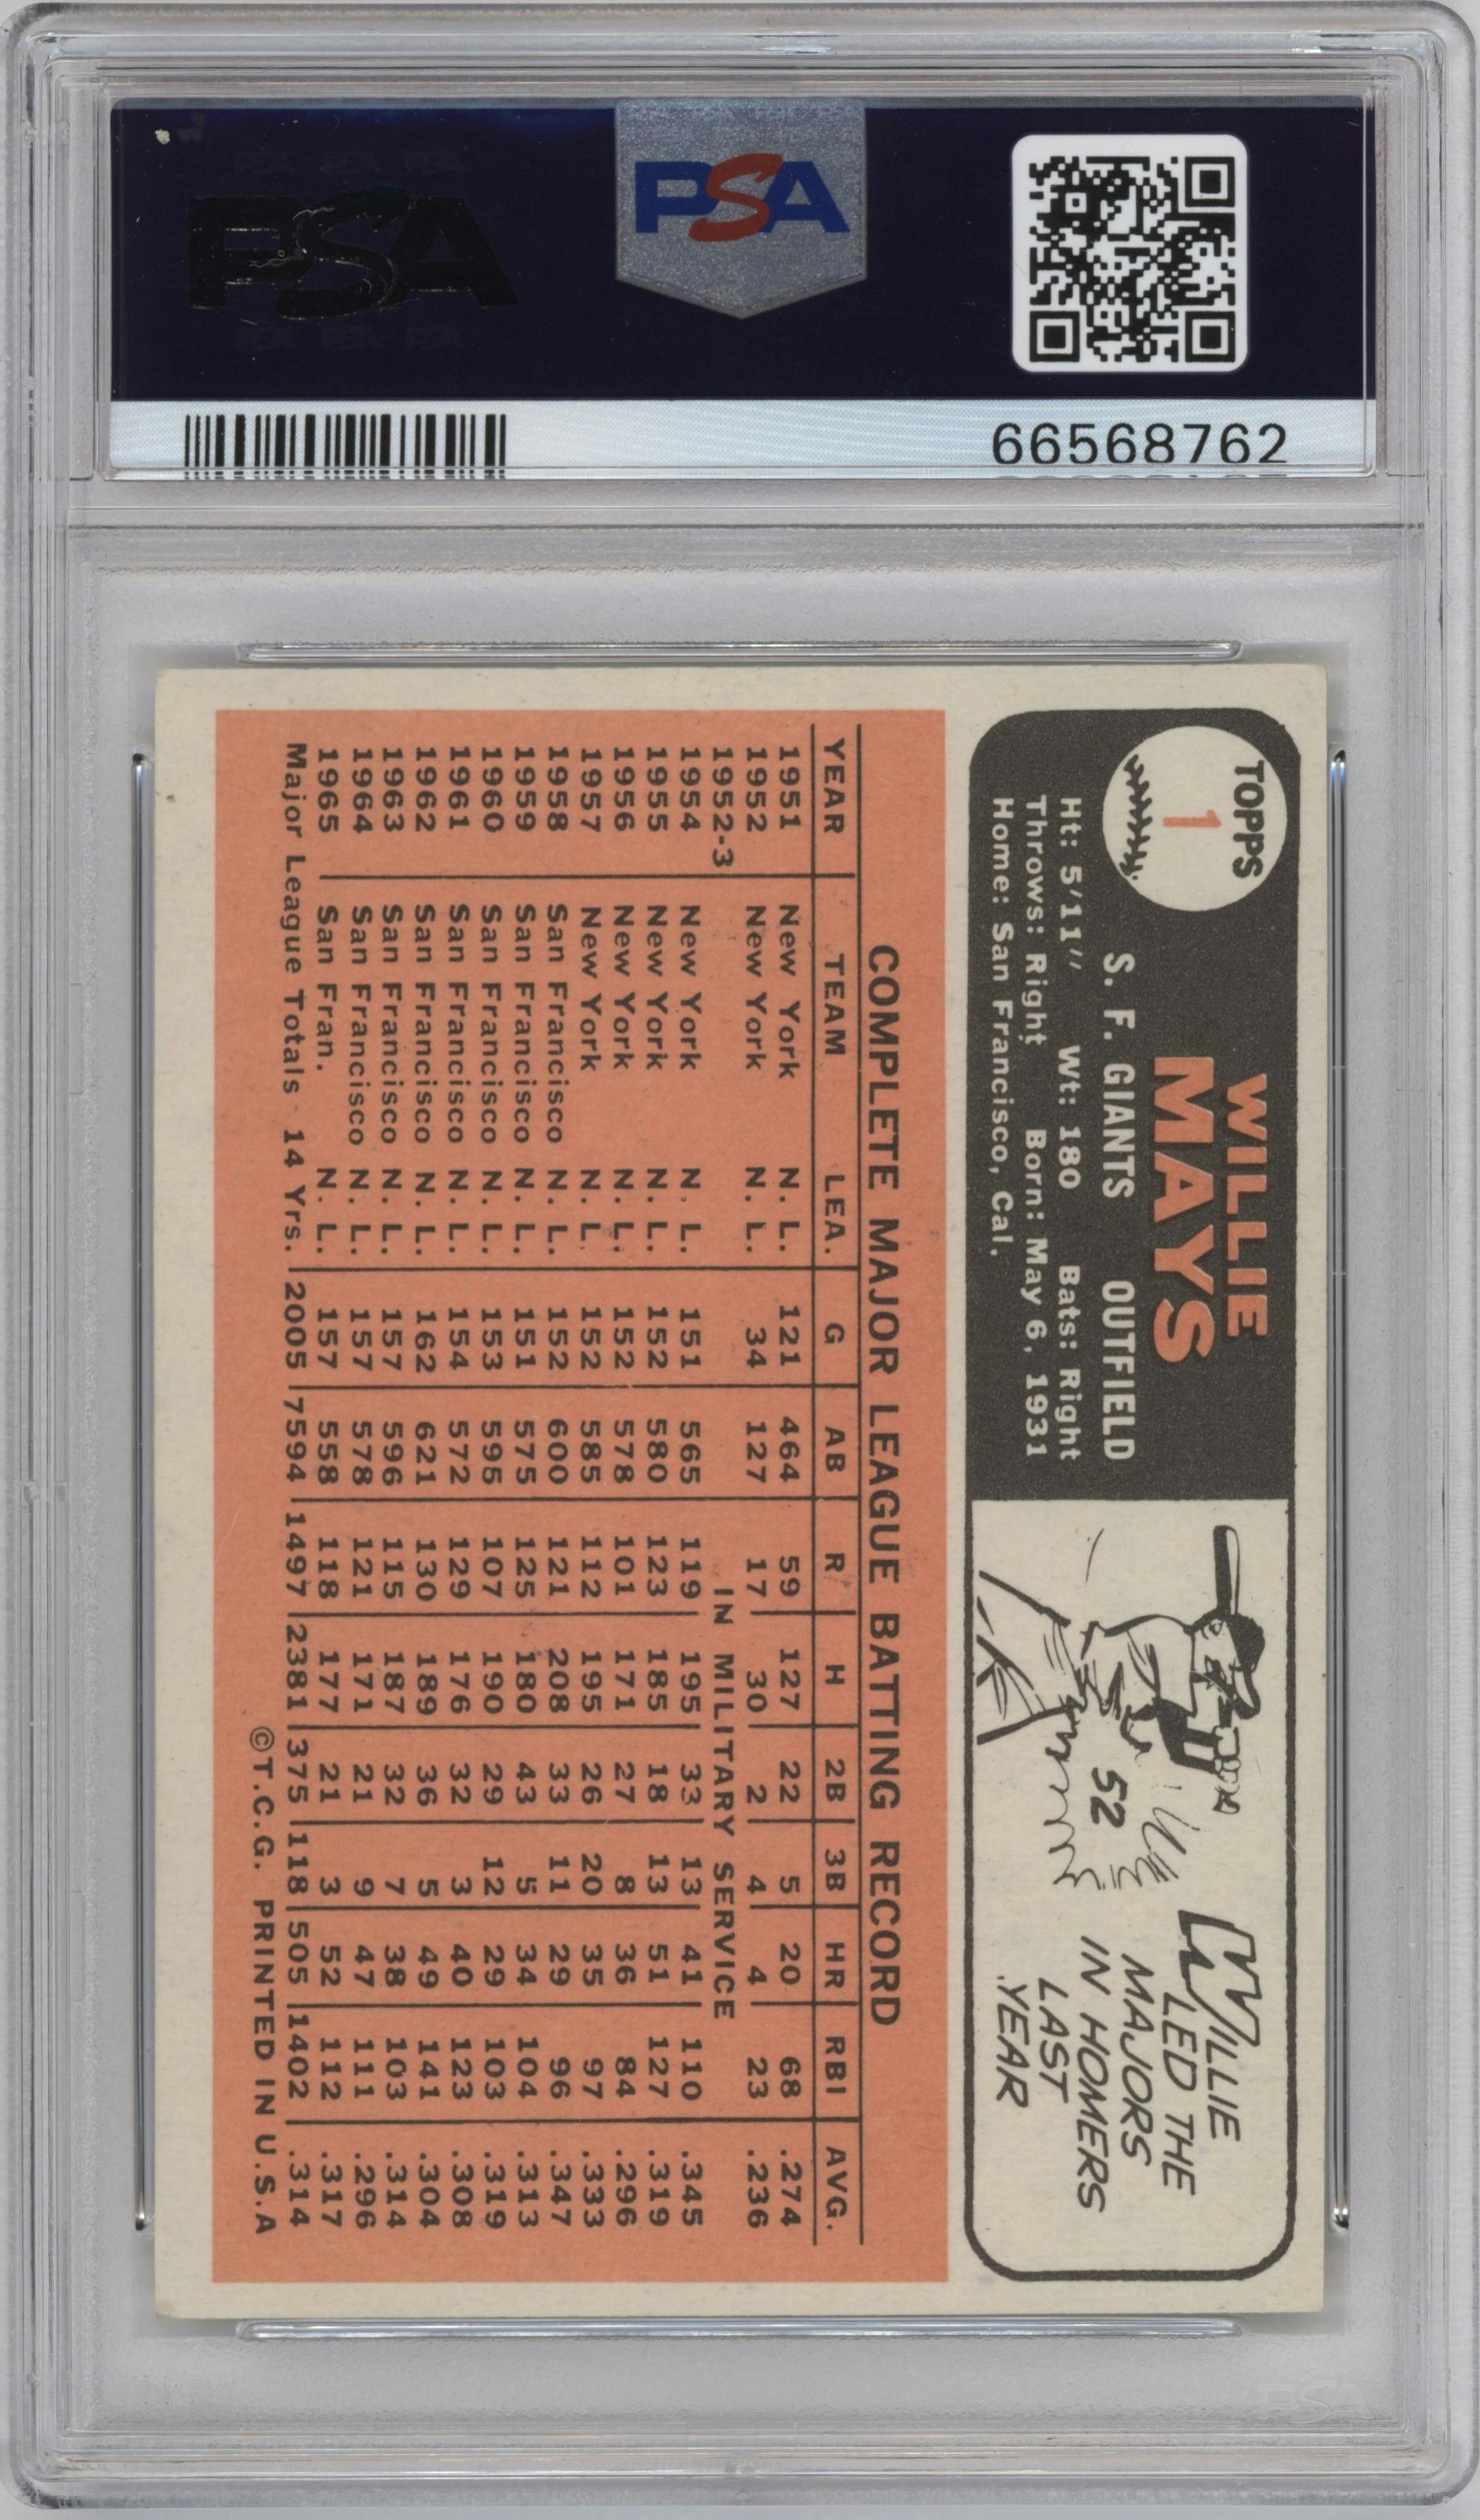 PSA
PSA
66568762
TOPPS
1
WILLIE
MAYS
S. F. GIANTS OUTFIELD
Ht: 5'11" Wt: 180 Bats: Right
Throws: Right Born: May 6, 1931
Home: San Francisco, Cal.
52
WILLIE
LED THE
MAJORS
IN HOMERS
LAST
YEAR
COMPLETE MAJOR LEAGUE BATTING RECORD
YEAR TEAM LEA. G AB R H 2B 3B HR RBI AVG.
1951 New York N. L. 121 464 59 127 22 5 20 68 .274
1952 New York N. L. 34 127 17 30 2 4 4 23 .236
1952-3 IN MILITARY SERVICE
1954 New York N. L. 151 565 119 195 33 13 41 110 .345
1955 New York N. L. 152 580 123 185 18 13 51 127 .319
1956 New York N. L. 152 578 101 171 27 8 36 84 .296
1957 New York N. L. 152 585 112 195 26 20 35 97 .333
1958 San Francisco N. L. 152 600 121 208 33 11 29 96 .347
1959 San Francisco N. L. 151 575 125 180 43 5 34 104 .313
1960 San Francisco N. L. 153 595 107 190 29 12 29 103 .319
1961 San Francisco N. L. 154 572 129 176 32 3 40 123 .308
1962 San Francisco N. L. 162 621 130 189 36 5 49 141 .304
1963 San Francisco N. L. 157 596 115 187 32 7 38 103 .314
1964 San Francisco N. L. 157 578 121 171 21 9 47 111 .296
1965 San Fran. N. L. 157 558 118 177 21 3 52 112 .317
Major League Totals 14 Yrs. 2005 7594 1497 2381 375 118 505 1402 .314
©T.C.G. PRINTED IN U.S.A
PSA